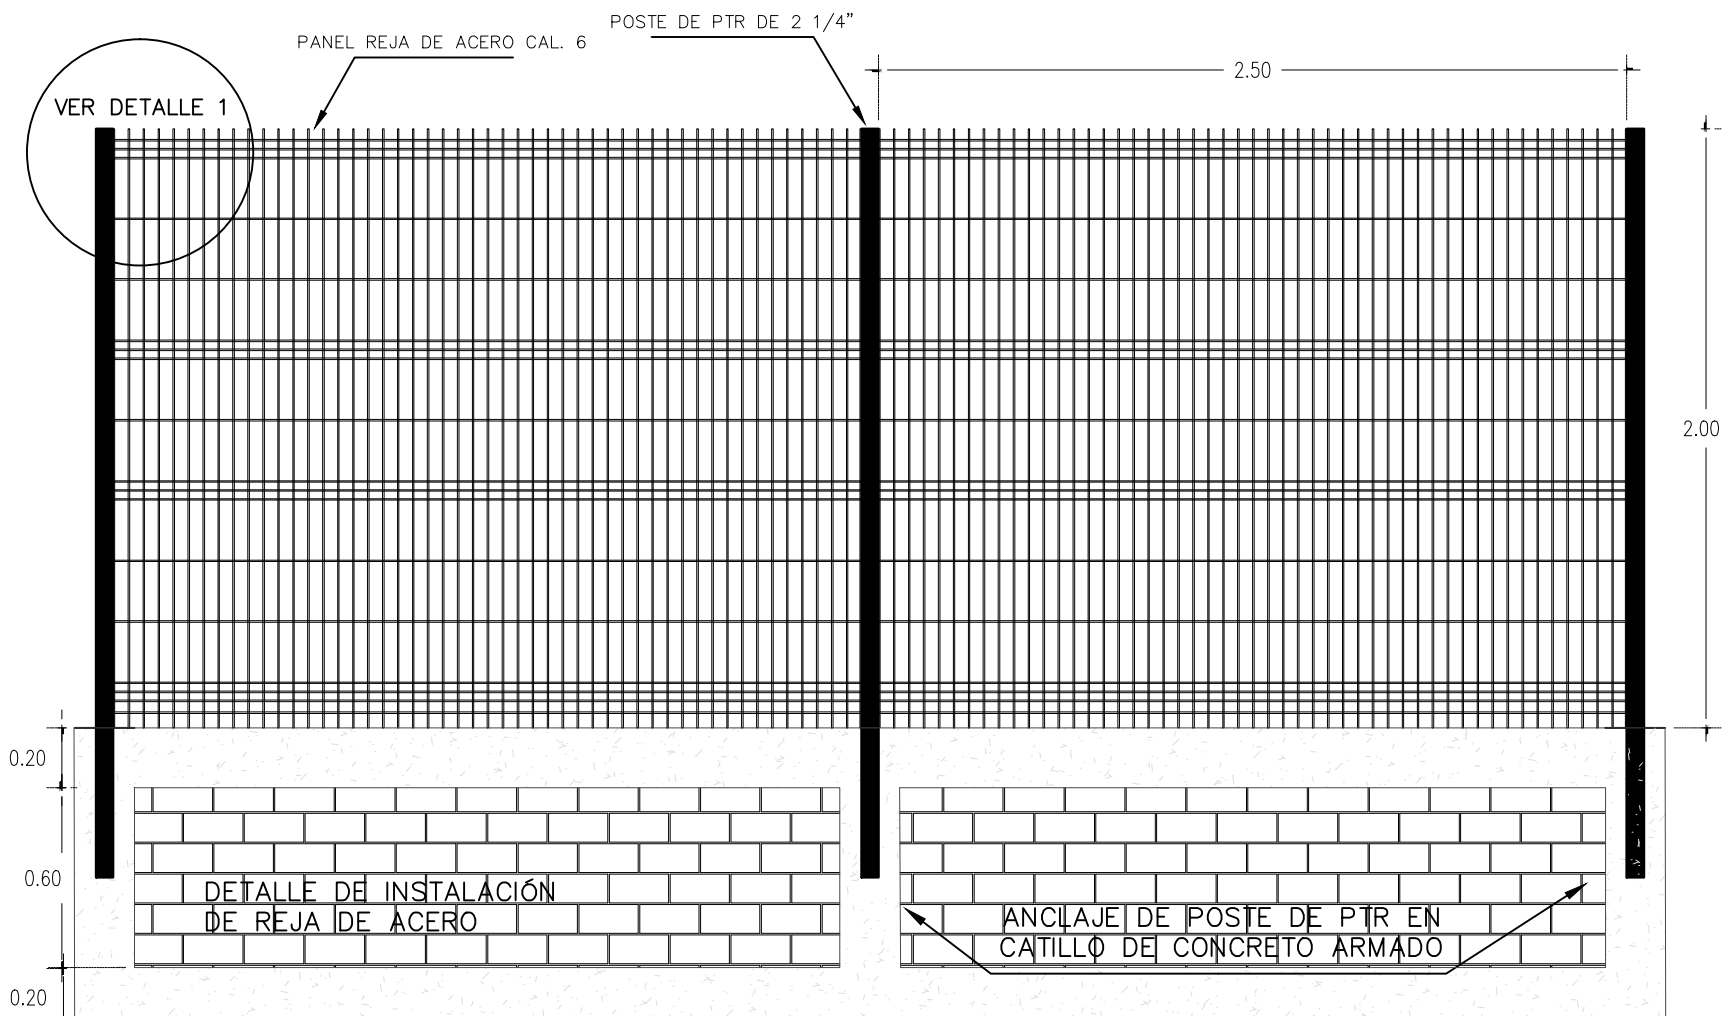 POSTE DE PTR DE 2 1/4”
PANEL REJA DE ACERO CAL. 6
2.50
VER DETALLE 1
2.00
0.20
0.60
DETALLE DE INSTALACIÓN
DE REJA DE ACERO
ANCLAJE DE POSTE DE PTR EN
CATILLO DE CONCRETO ARMADO
0.20